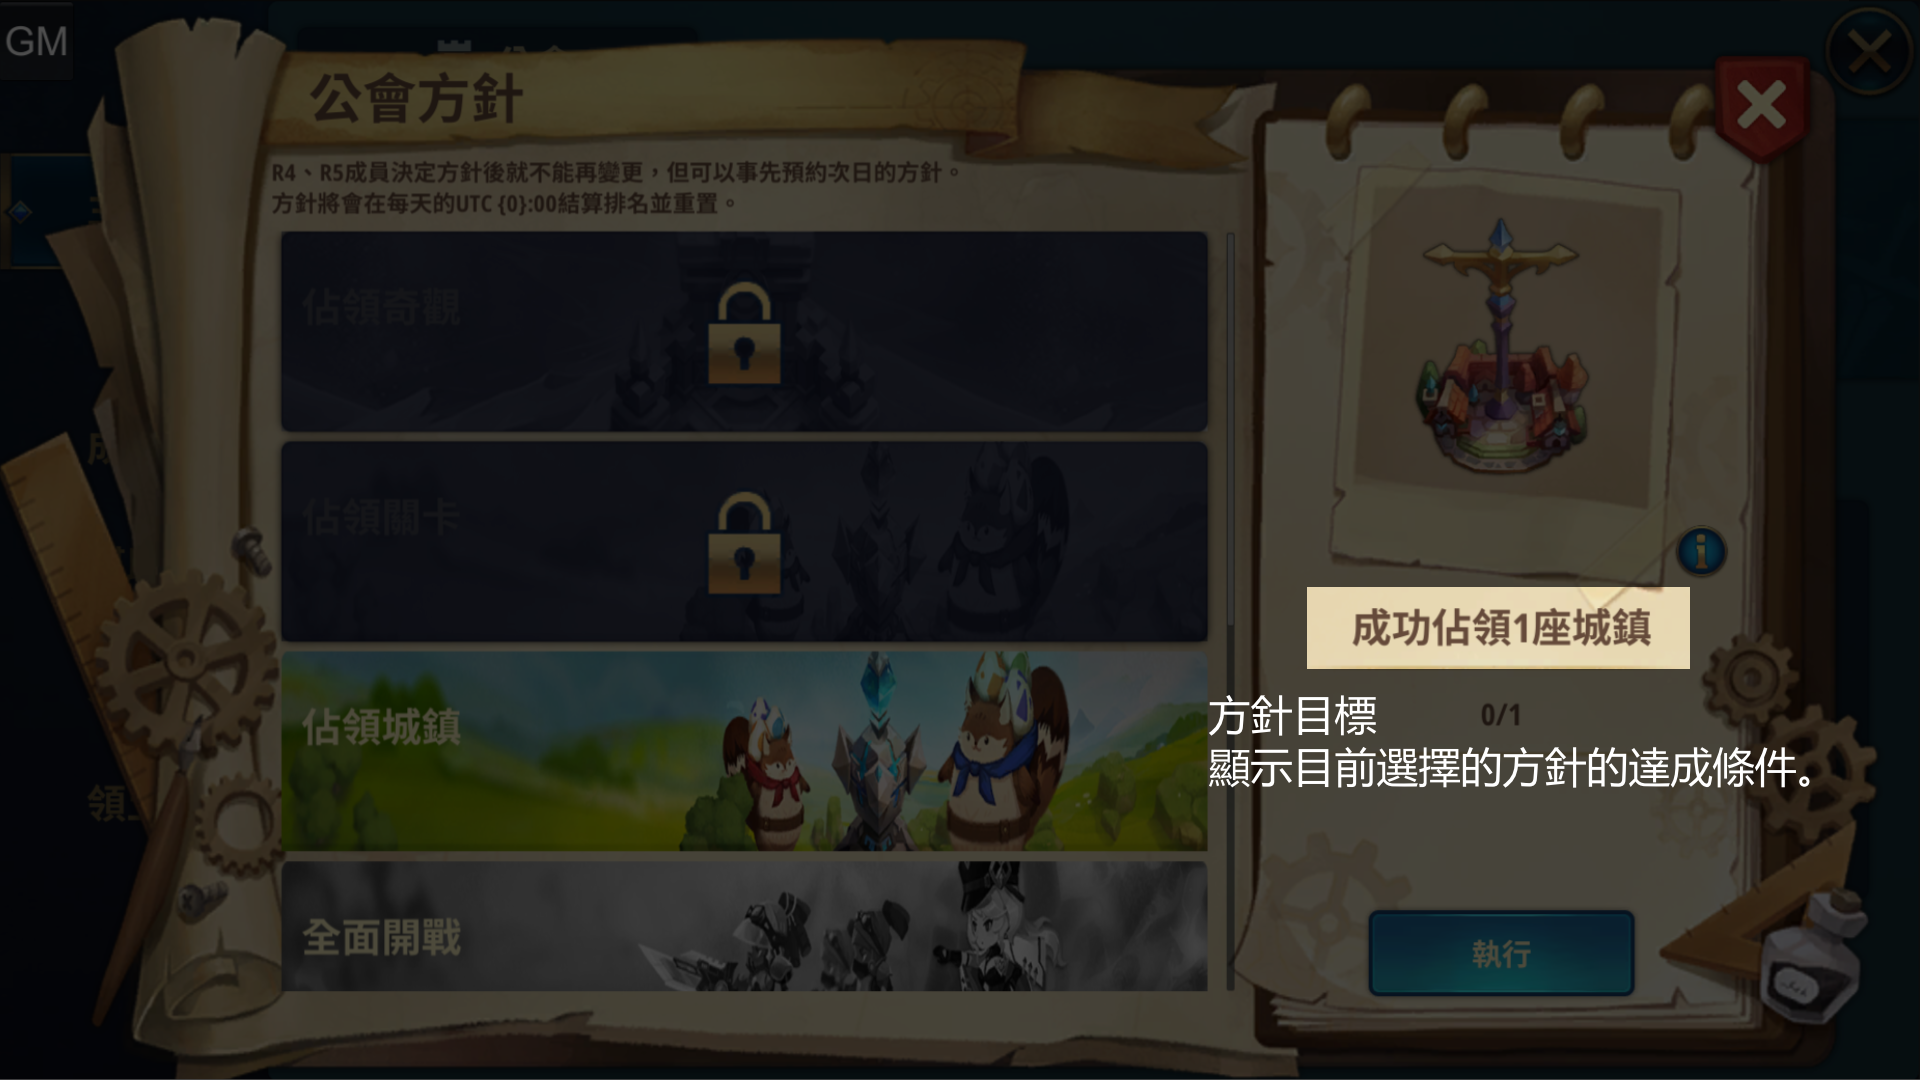 GM
公會方針
R4、R5成員決定方針後就不能再變更，但可以事先預約次日的方針。
方針將會在每天的UTC {0}:00結算排名並重置。
佔領奇觀
佔領關卡
佔領城鎮
全面開戰
成功佔領1座城鎮
0/1
方針目標
顯示目前選擇的方針的達成條件。
執行
領